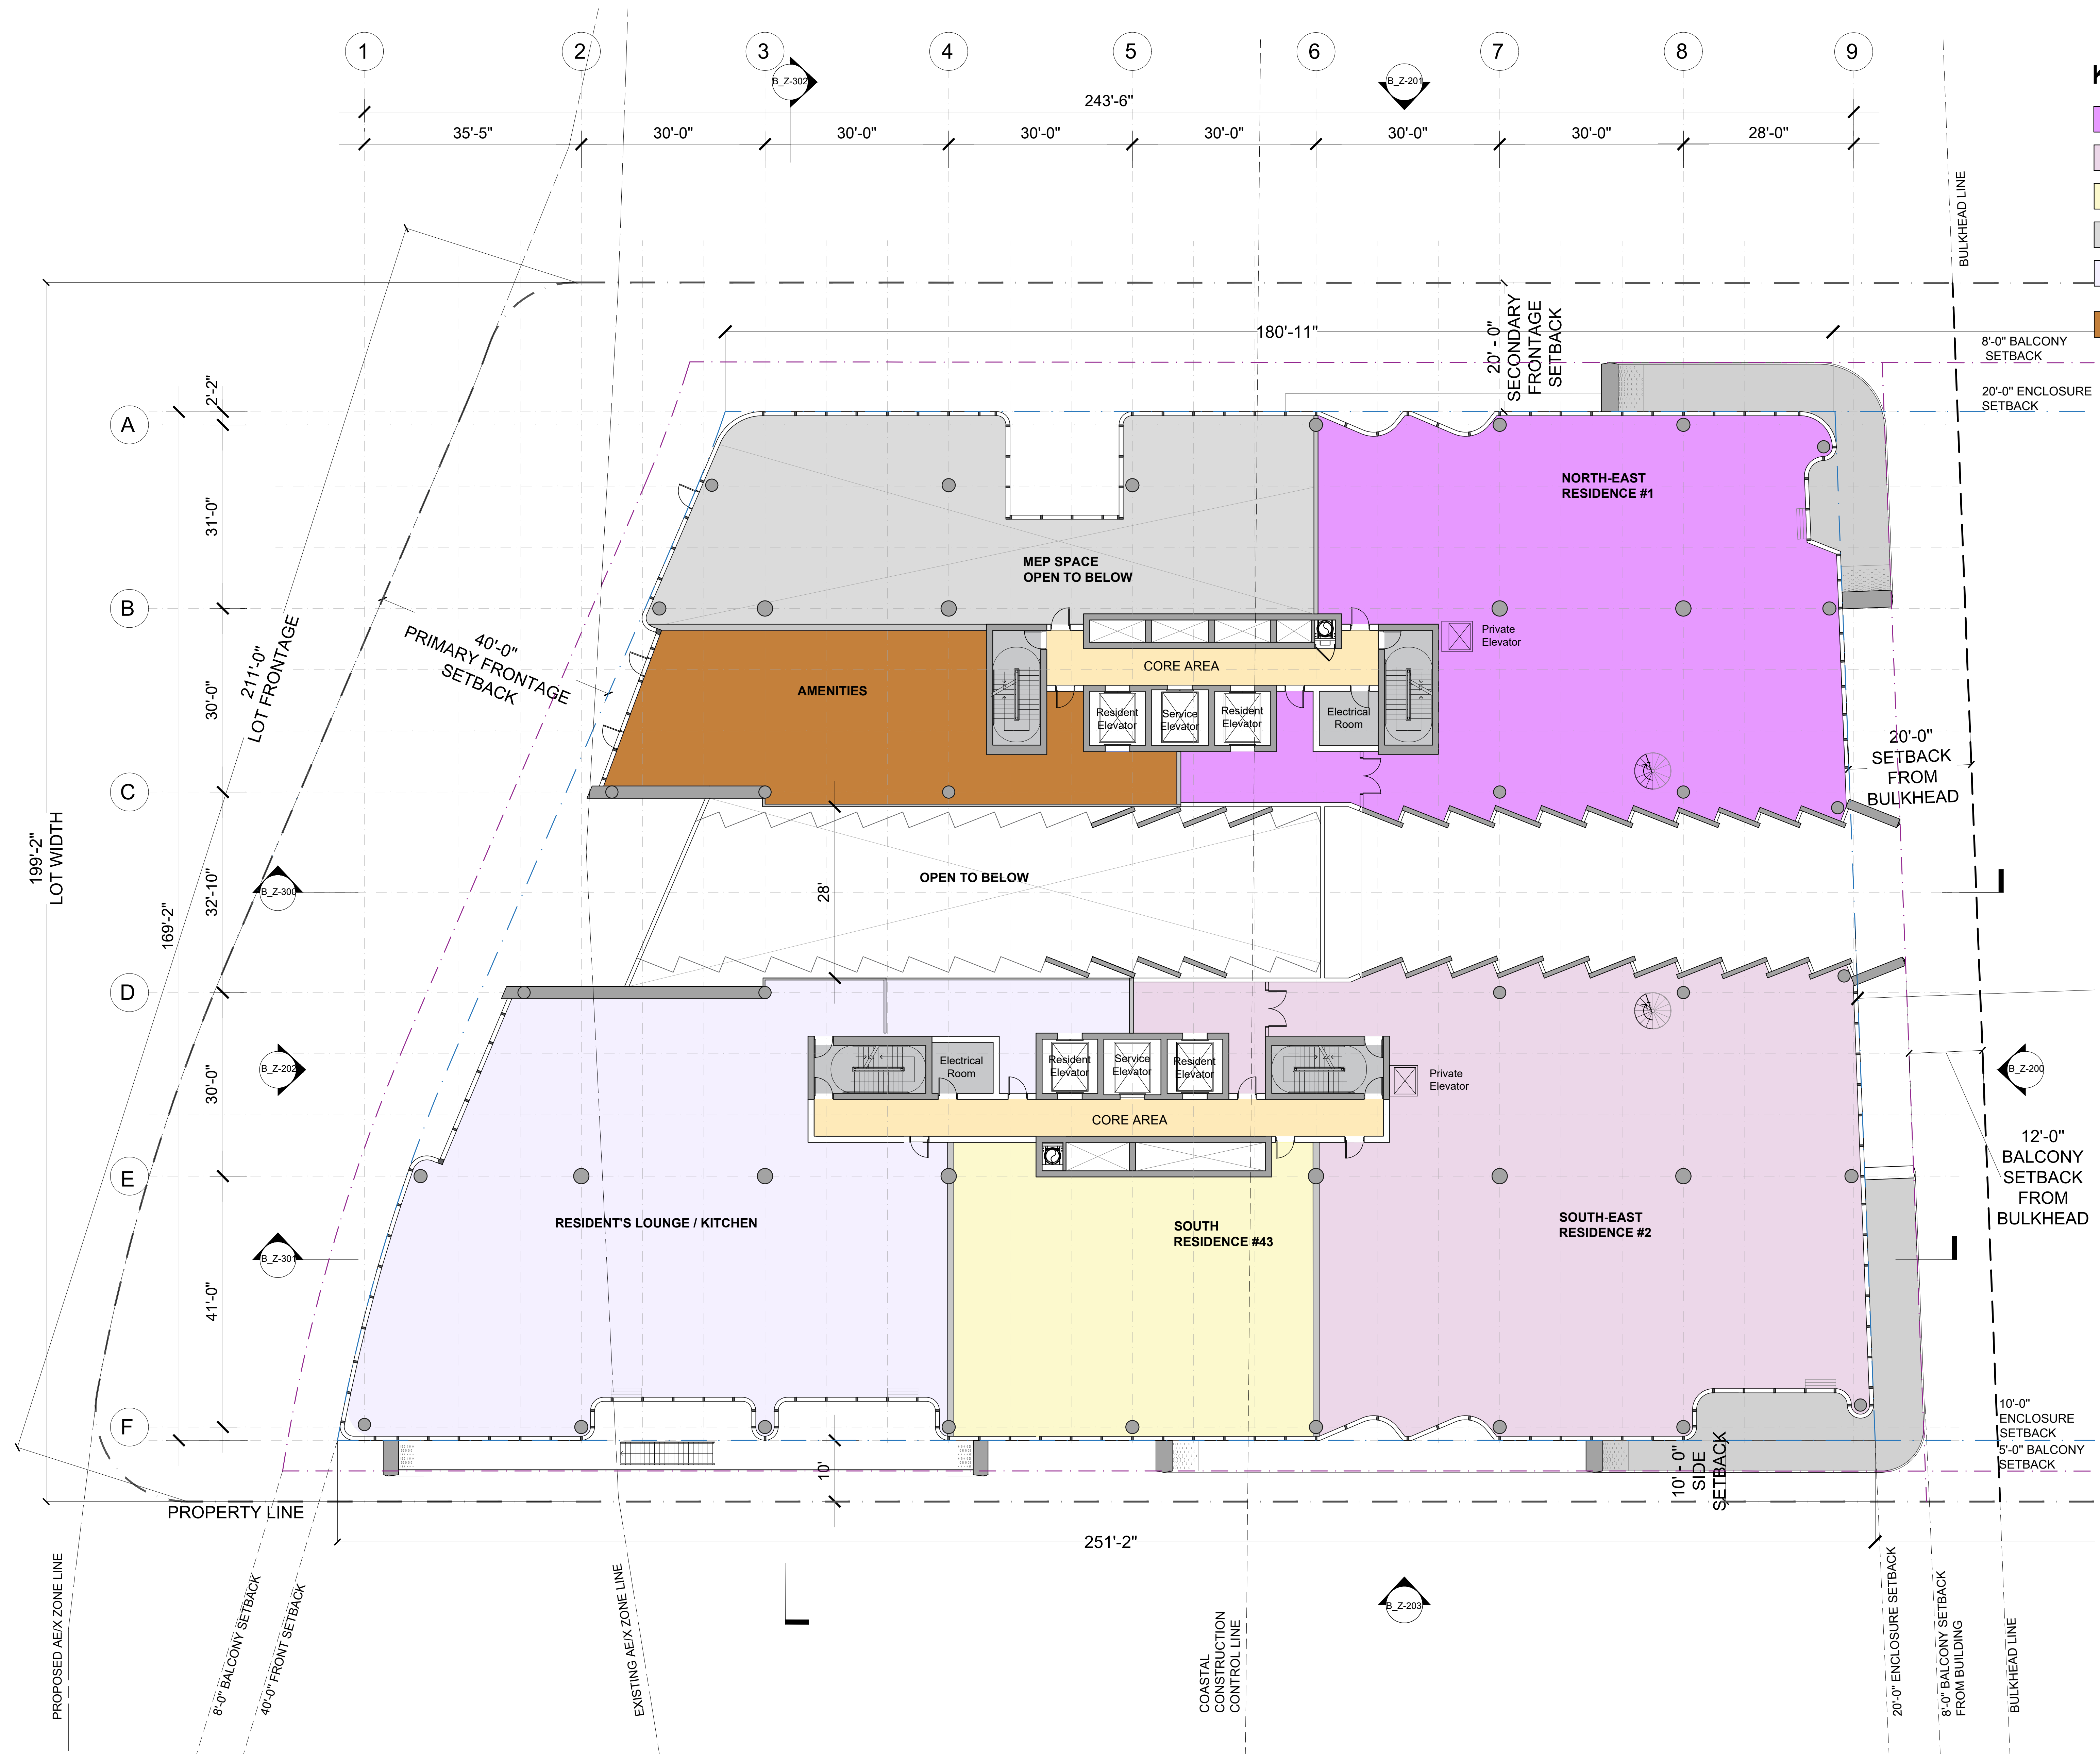 1
2
3
4
5
6
7
8
9
K
B_Z-302
B_Z-201
243'-6"
35'-5"
30'-0"
30'-0"
30'-0"
30'-0"
30'-0"
30'-0"
28'-0"
BULKHEAD LINE
20' - 0"
SECONDARY
FRONTAGE
SETBACK
180'-11"
8'-0" BALCONY
SETBACK
20'-0" ENCLOSURE
SETBACK
2'-2"
A
31'-0"
NORTH-EAST
RESIDENCE #1
MEP SPACE
OPEN TO BELOW
B
Private
Elevator
211'-0"
LOT FRONTAGE
40'-0"
PRIMARY FRONTAGE
SETBACK
CORE AREA
AMENITIES
30'-0"
Resident
Elevator
Service
Elevator
Resident
Elevator
Electrical
Room
20'-0"
SETBACK
FROM
BULKHEAD
C
199'-2"
LOT WIDTH
169'-2"
32'-10"
B_Z-300
OPEN TO BELOW
28'
D
B_Z-202
30'-0"
Electrical
Room
Resident
Elevator
Service
Elevator
Resident
Elevator
Private
Elevator
B_Z-200
CORE AREA
12'-0"
BALCONY
SETBACK
FROM
BULKHEAD
E
RESIDENT'S LOUNGE / KITCHEN
SOUTH
RESIDENCE #43
SOUTH-EAST
RESIDENCE #2
B_Z-301
41'-0"
F
10'-0"
ENCLOSURE
SETBACK
5'-0" BALCONY
SETBACK
10'
10' - 0"
SIDE
SETBACK
PROPERTY LINE
251'-2"
PROPOSED AE/X ZONE LINE
8'-0" BALCONY SETBACK
40'-0" FRONT SETBACK
EXISTING AE/X ZONE LINE
COASTAL
CONSTRUCTION
CONTROL LINE
B_Z-203
20'-0" ENCLOSURE SETBACK
8'-0" BALCONY SETBACK
FROM BUILDING
BULKHEAD LINE